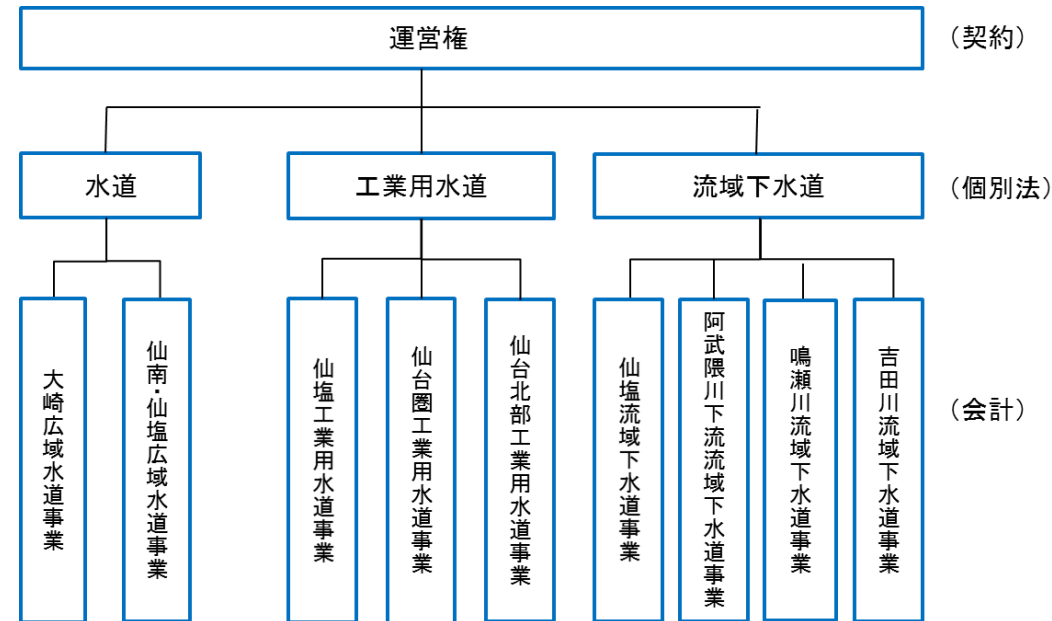 運営権
（契約）
水道
工業用水道
流域下水道
（個別法）
大崎広域水道事業
仙南・仙塩広域水道事業
仙塩工業用水道事業
仙台圏工業用水道事業
仙台北部工業用水道事業
仙塩流域下水道事業
阿武隈川下流流域下水道事業
鳴瀬川流域下水道事業
吉田川流域下水道事業
（会計）